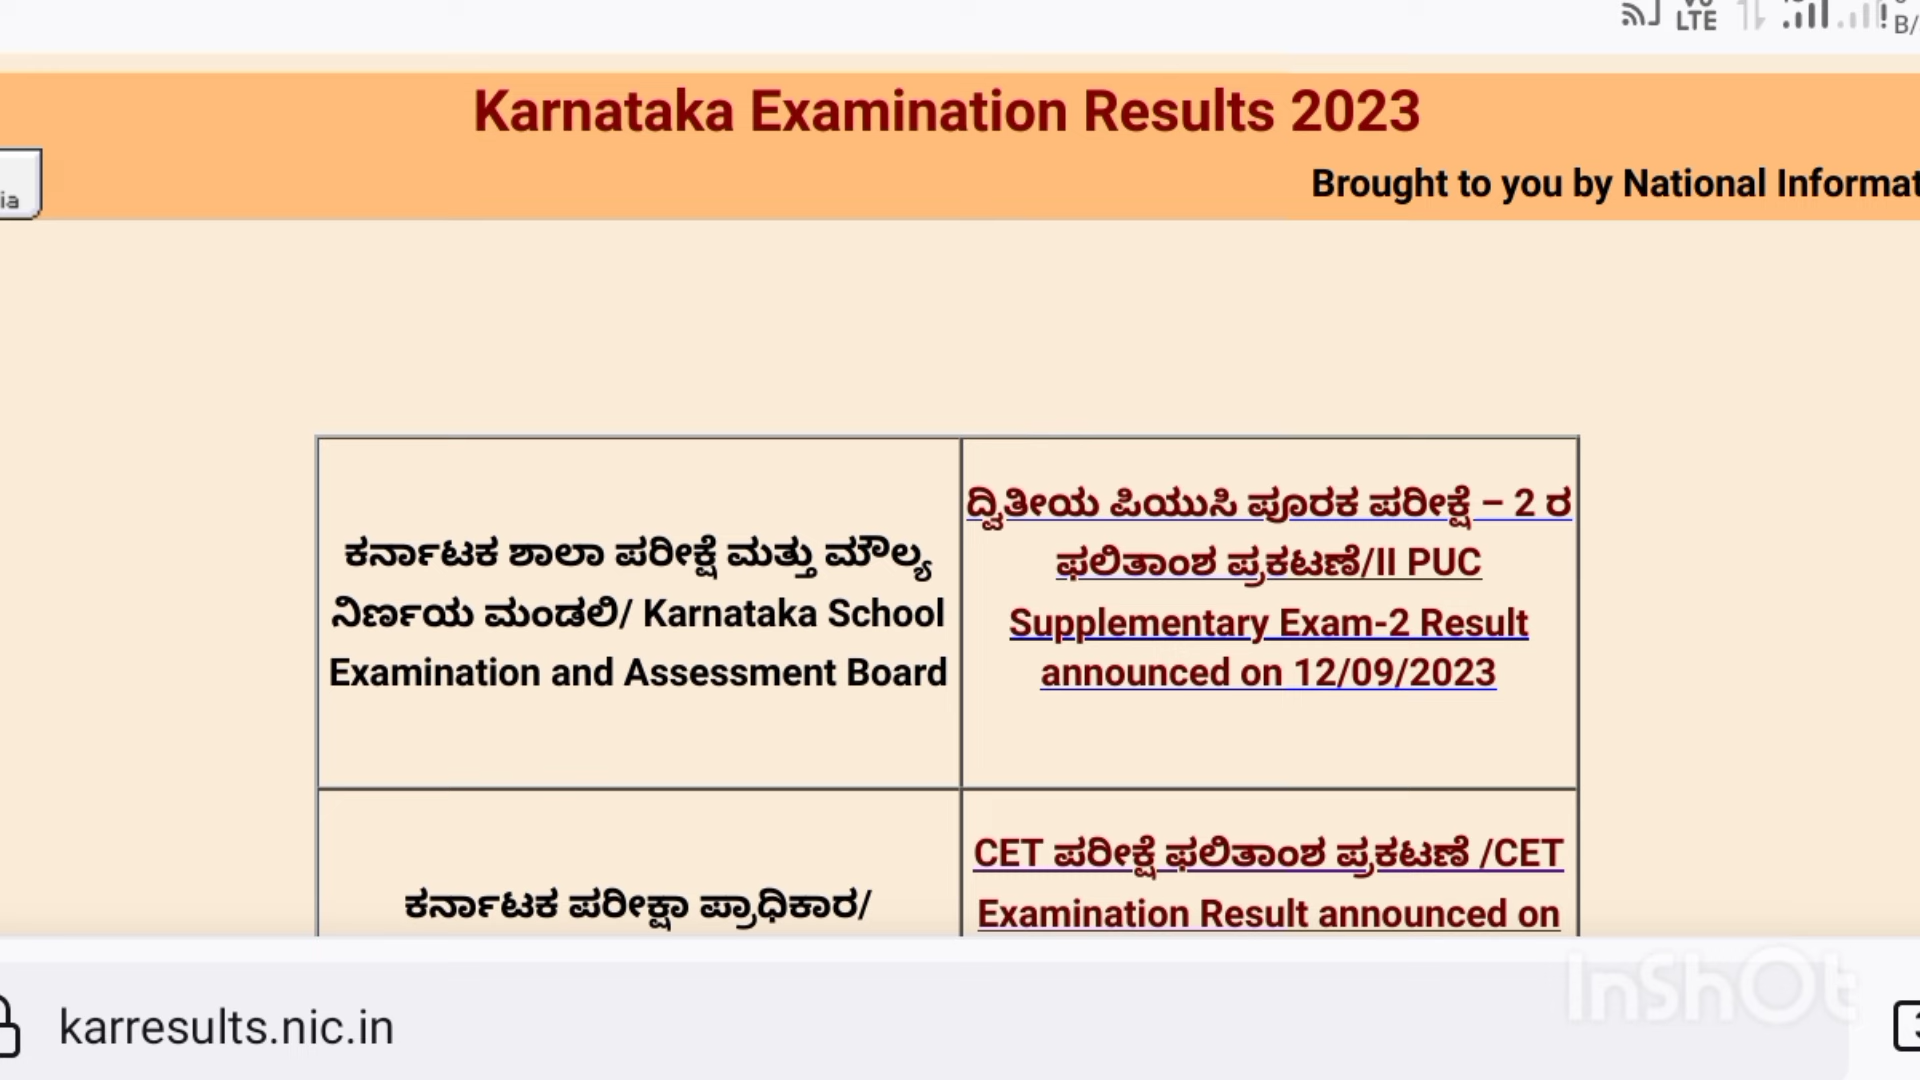 LTE
B/
Karnataka Examination Results 2023
ia
Brought to you by National Informat
ಕರ್ನಾಟಕ ಶಾಲಾ ಪರೀಕ್ಷೆ ಮತ್ತು ಮೌಲ್ಯ
ನಿರ್ಣಯ ಮಂಡಲಿ/ Karnataka School
Examination and Assessment Board
ದ್ವಿತೀಯ ಪಿಯುಸಿ ಪೂರಕ ಪರೀಕ್ಷೆ – 2 ರ
ಫಲಿತಾಂಶ ಪ್ರಕಟಣೆ/II PUC
Supplementary Exam-2 Result
announced on 12/09/2023
ಕರ್ನಾಟಕ ಪರೀಕ್ಷಾ ಪ್ರಾಧಿಕಾರ/
CET ಪರೀಕ್ಷೆ ಫಲಿತಾಂಶ ಪ್ರಕಟಣೆ /CET
Examination Result announced on
InShOt
karresults.nic.in